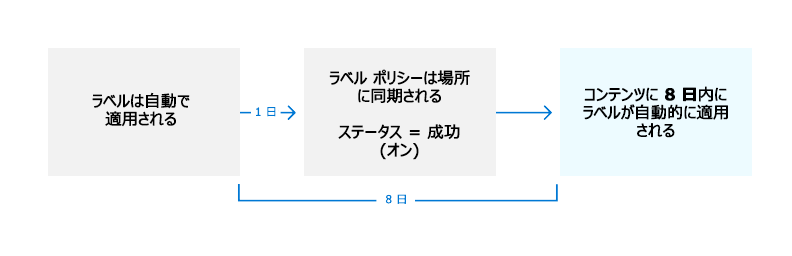 ラベルは自動で
適用される
1 日
ラベル ポリシーは場所
に同期される
ステータス = 成功
(オン)
コンテンツに 8 日内に
ラベルが自動的に適用
される
8 日